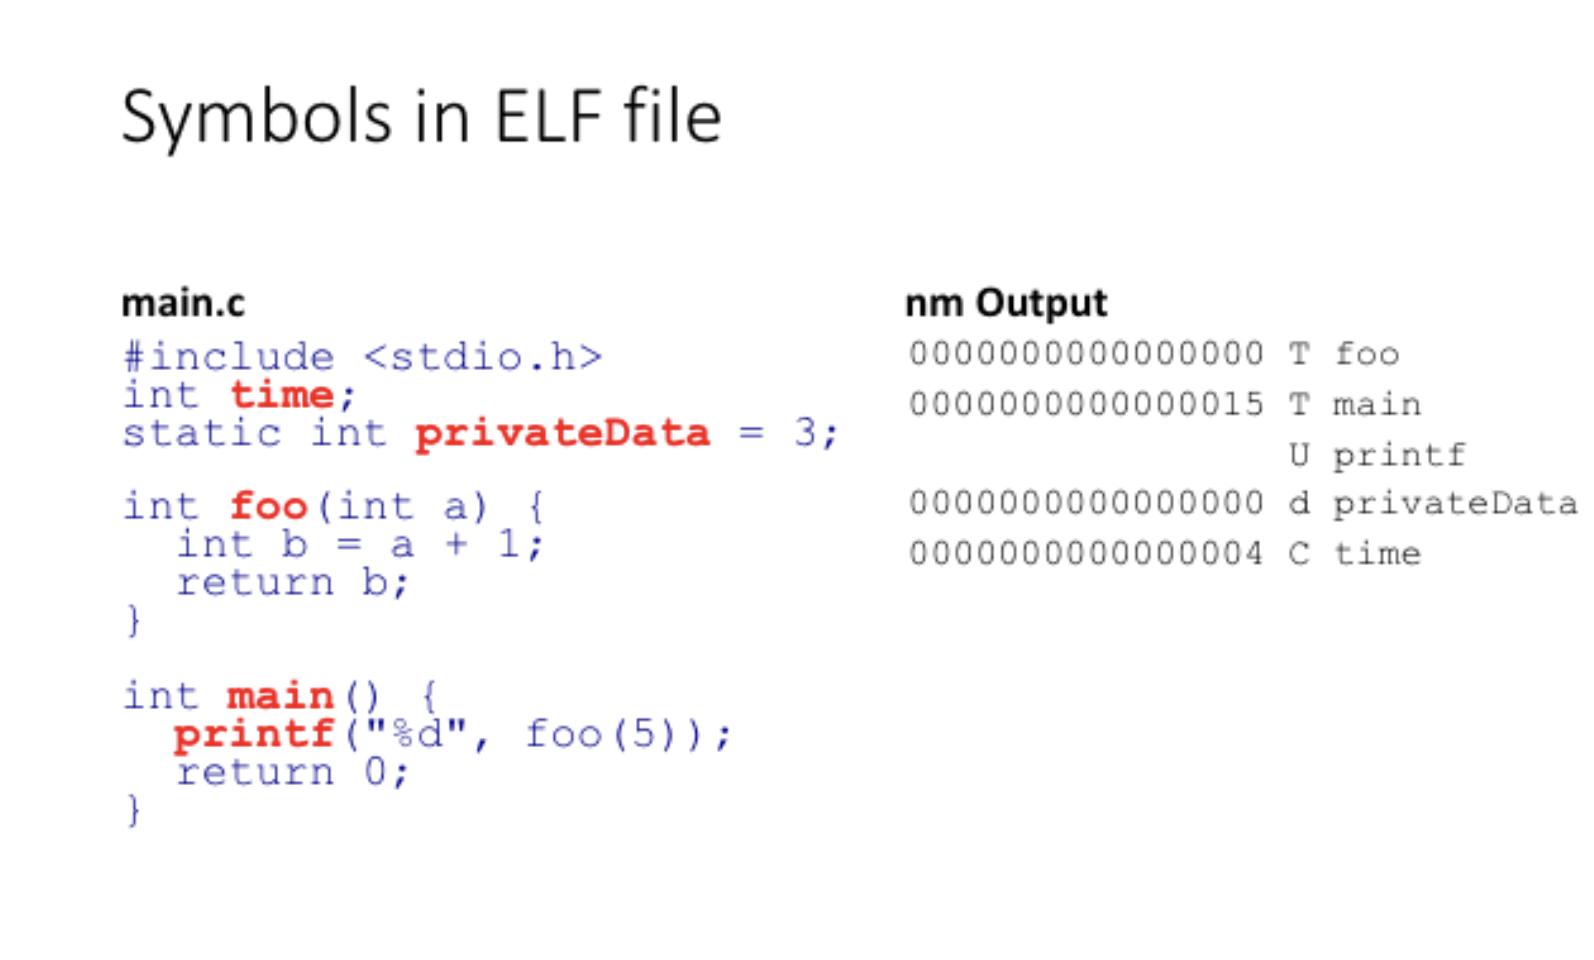 Symbols in ELF file
main.c
#include <stdio.h>
int time;
static int privateData = 3;
int foo(int a) {
int b = a + 1;
return b;
}
int main() {
printf("%d", foo(5));
return 0;
}
nm Output
0000000000000000 T foo
0000000000000015 T main
U printf
0000000000000000 d privateData
0000000000000004 C time